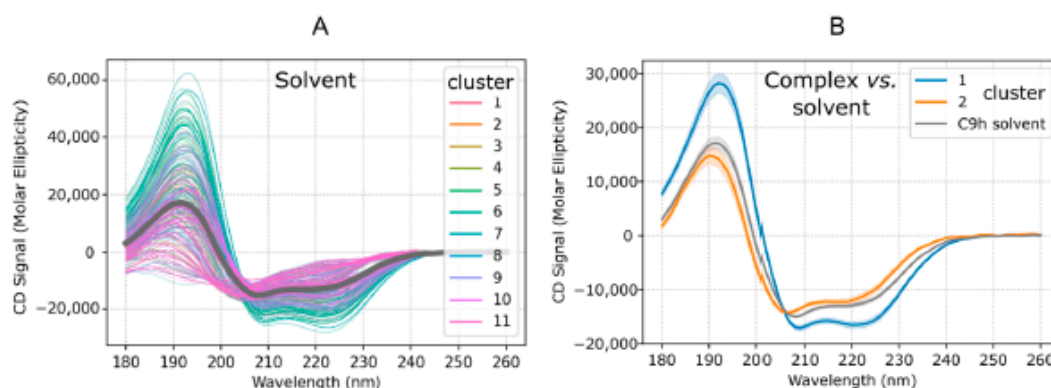 A
Solvent
cluster
1
2
3
4
5
6
7
8
9
10
11
60,000
40,000
20,000
0
−20,000
CD Signal (Molar Ellipticity)
180 190 200 210 220 230 240 250 260
Wavelength (nm)
B
Complex vs.
solvent
1
2
cluster
C9h solvent
30,000
20,000
10,000
0
−10,000
−20,000
CD Signal (Molar Ellipticity)
180 190 200 210 220 230 240 250 260
Wavelength (nm)